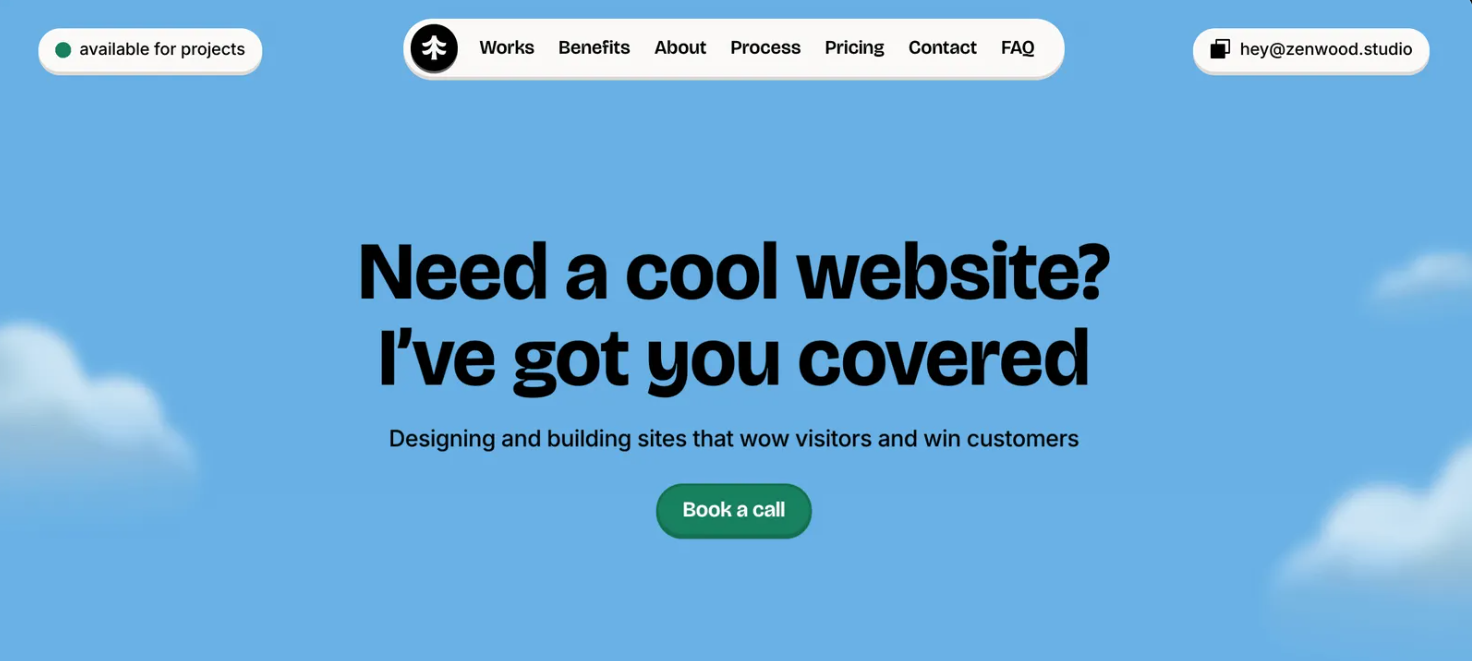 available for projects
Works Benefits About Process Pricing Contact FAQ
hey@zenwood.studio
Need a cool website?
I’ve got you covered
Designing and building sites that wow visitors and win customers
Book a call